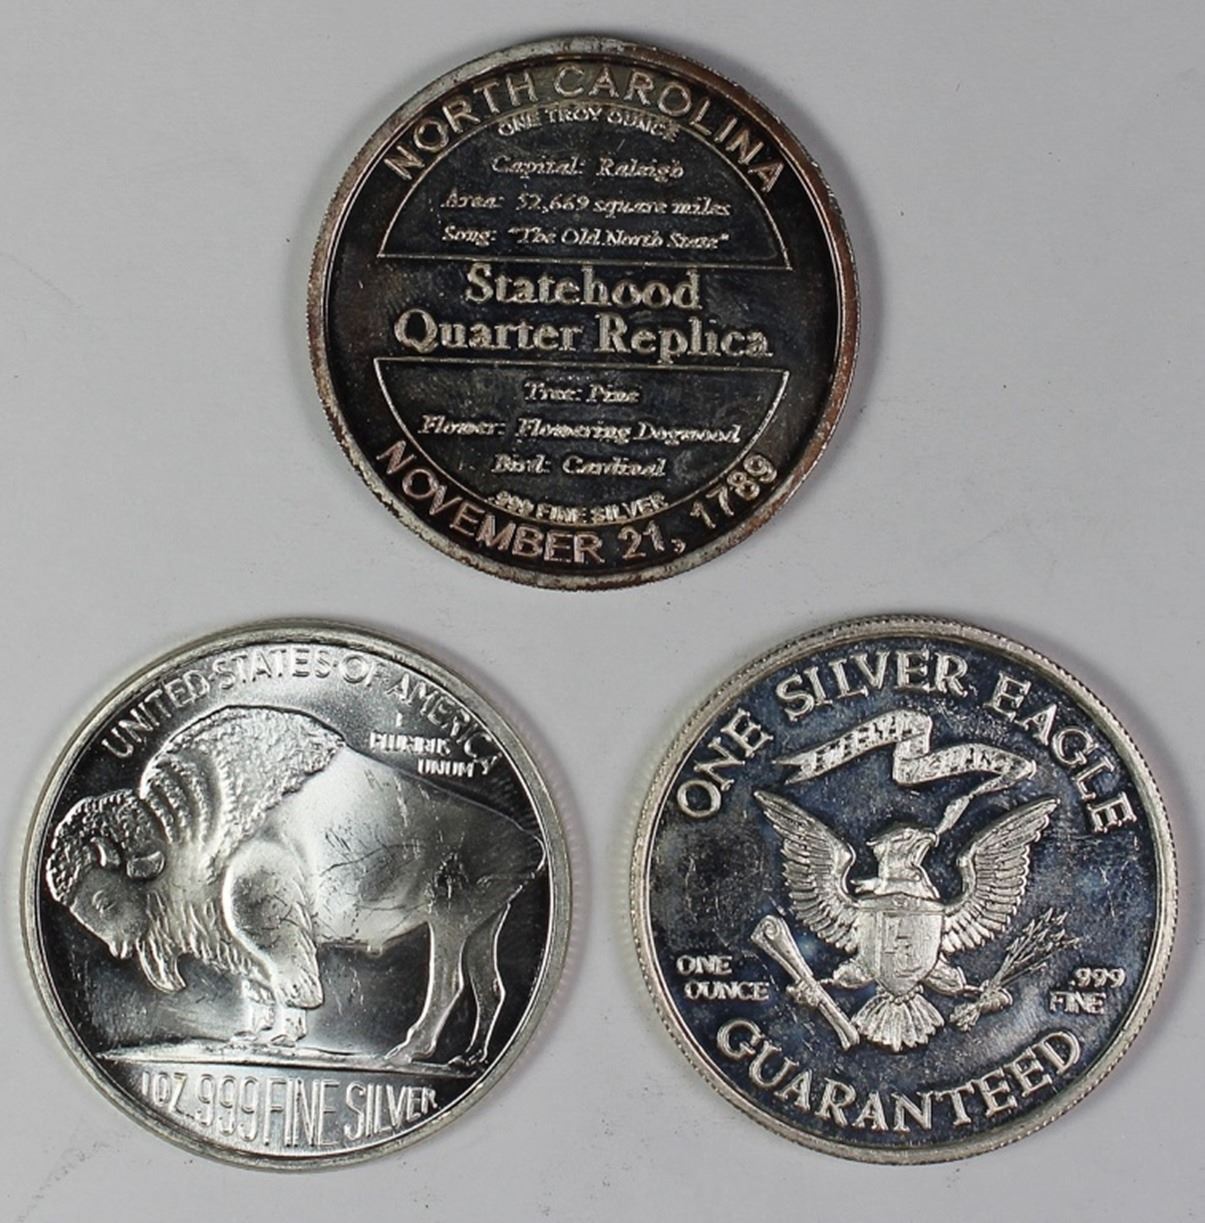 NORTH CAROLINA
ONE TROY OUNCE
Capital: Raleigh
Area: 52,669 square miles
Song: "The Old North State"
Statehood
Quarter Replica
Tree: Pine
Flower: Flowering Dogwood
Bird: Cardinal
.999 FINE SILVER
NOVEMBER 21, 1789
UNITED STATES OF AMERICA
PLURIBUS
UNUM
1 OZ. 999 FINE SILVER
ONE SILVER EAGLE
ONE
OUNCE
.999
FINE
GUARANTEED